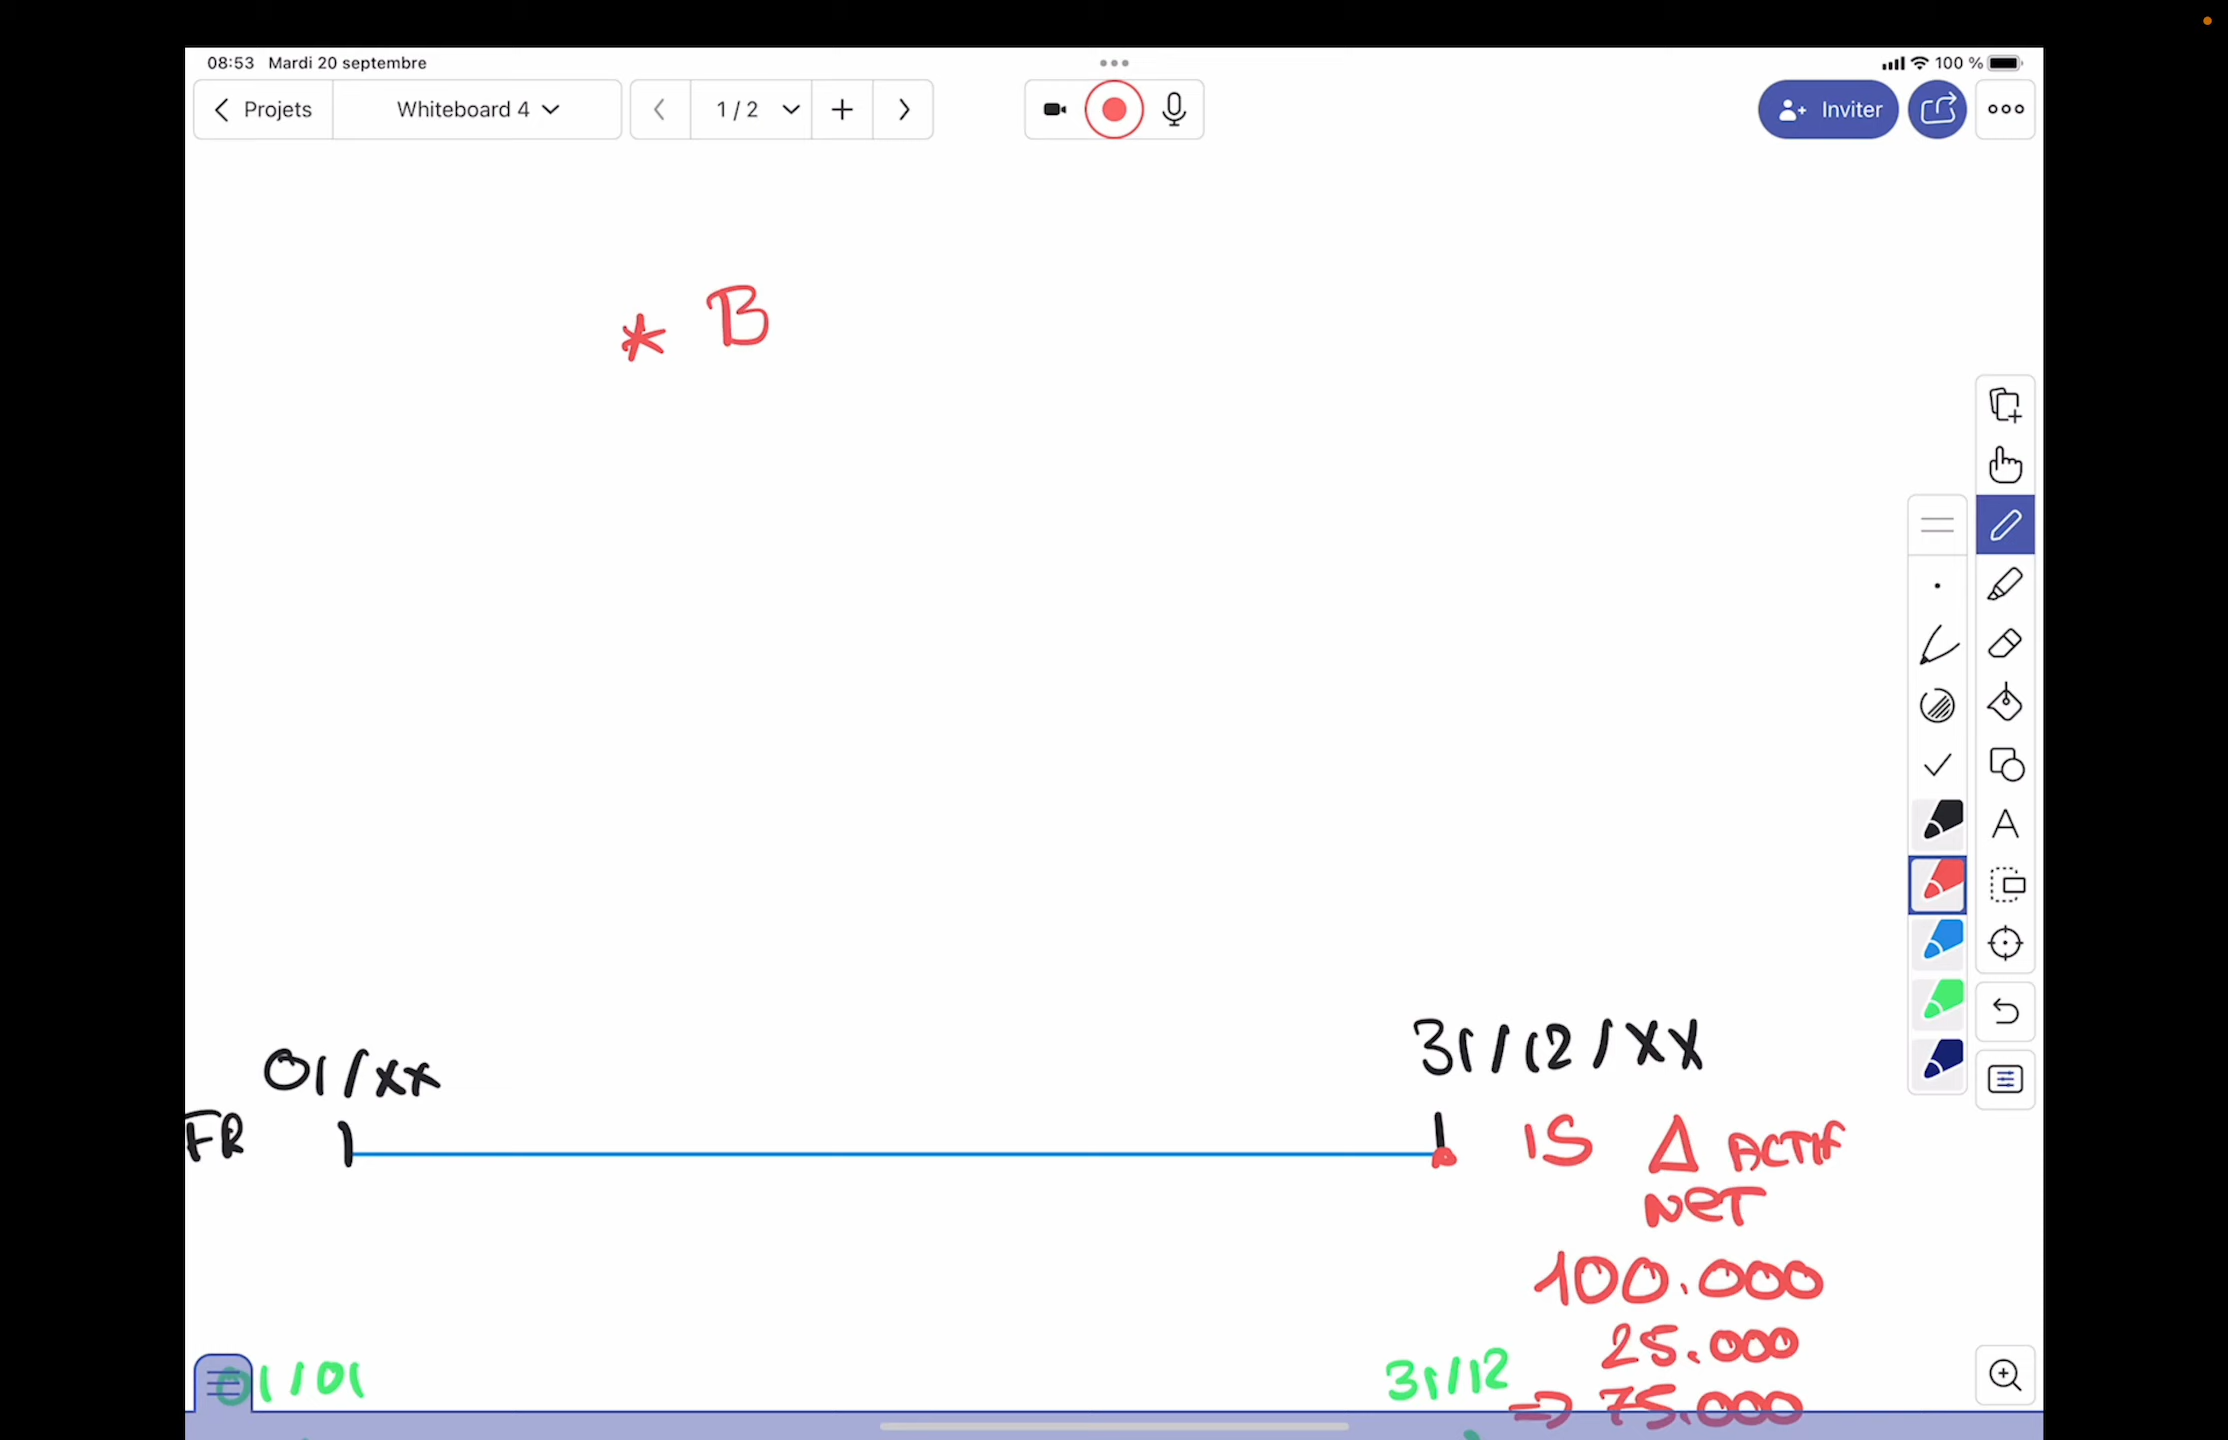 08:53 Mardi 20 septembre
100 %
Projets
Whiteboard 4
1 / 2
Inviter
* B
A
01/xx
31/12/XX
FR
IS Δ ACTIF
NET
100.000
25.000
01/01
31/12
=> 75.000